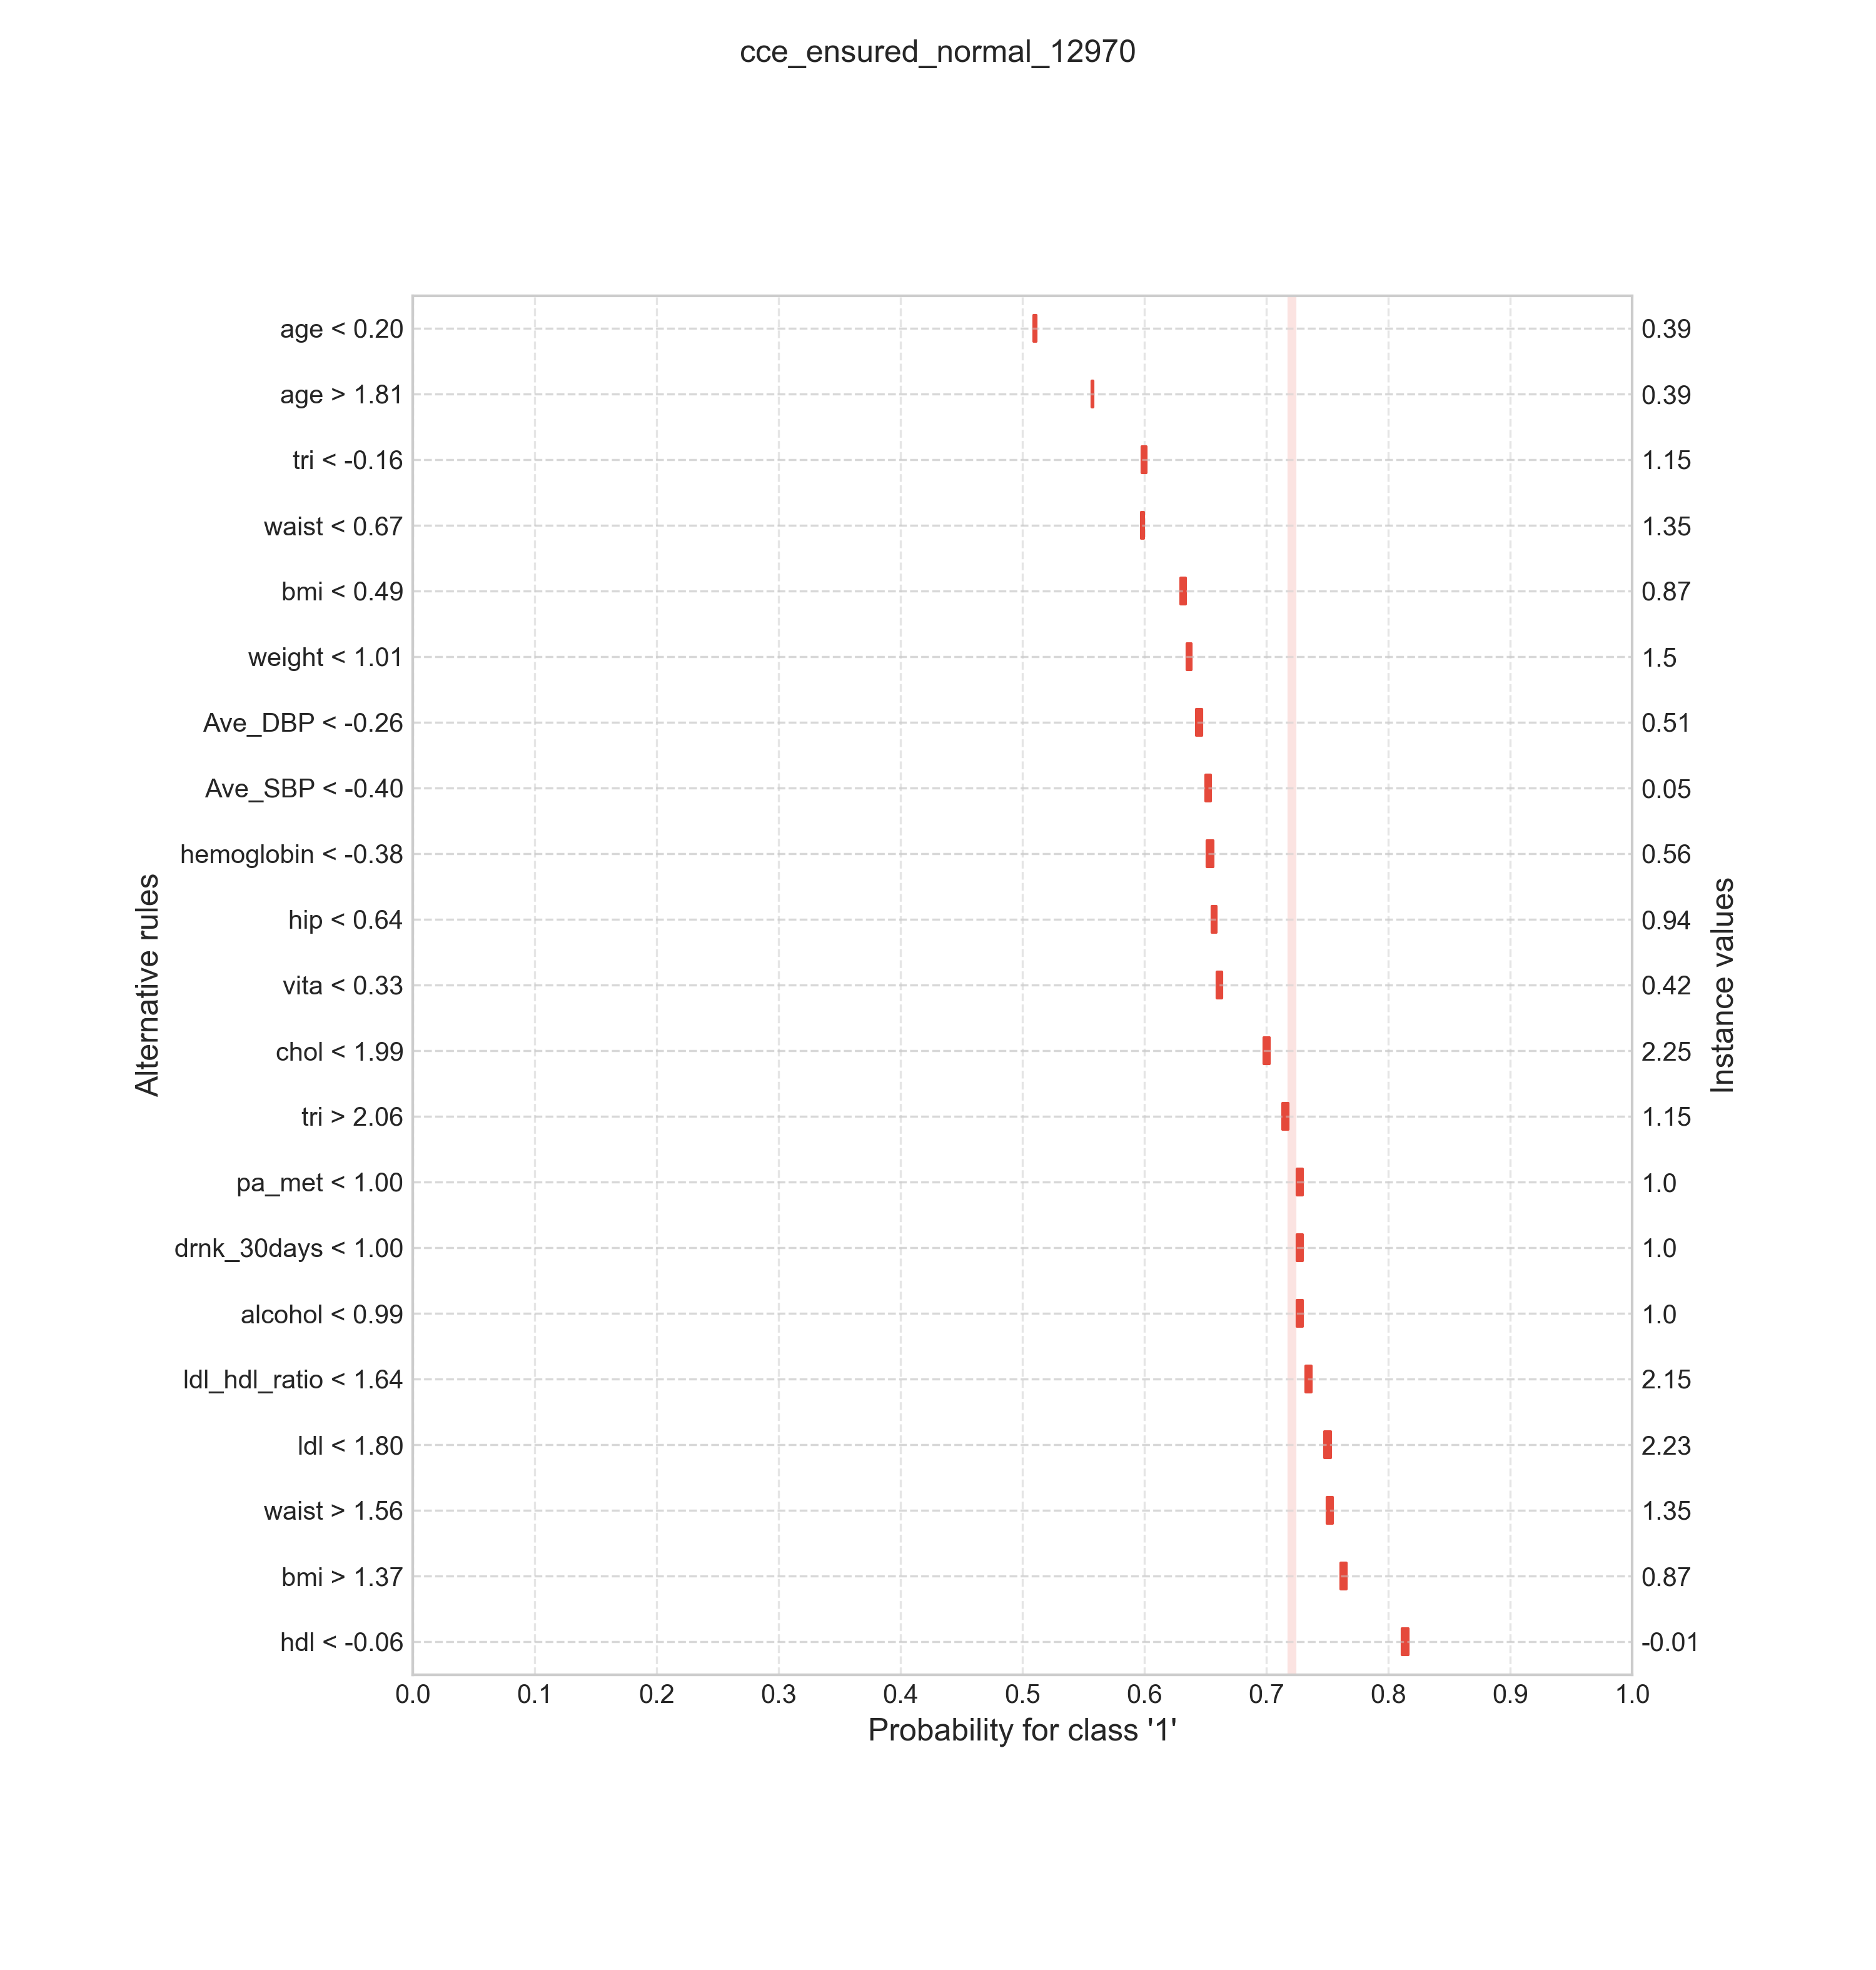 cce_ensured_normal_12970
age < 0.20 0.39
age > 1.81 0.39
tri < -0.16 1.15
waist < 0.67 1.35
bmi < 0.49 0.87
weight < 1.01 1.5
Ave_DBP < -0.26 0.51
Ave_SBP < -0.40 0.05
hemoglobin < -0.38 0.56
hip < 0.64 0.94
vita < 0.33 0.42
chol < 1.99 2.25
tri > 2.06 1.15
pa_met < 1.00 1.0
drnk_30days < 1.00 1.0
alcohol < 0.99 1.0
ldl_hdl_ratio < 1.64 2.15
ldl < 1.80 2.23
waist > 1.56 1.35
bmi > 1.37 0.87
hdl < -0.06 -0.01
Alternative rules
Instance values
0.0 0.1 0.2 0.3 0.4 0.5 0.6 0.7 0.8 0.9 1.0
Probability for class '1'